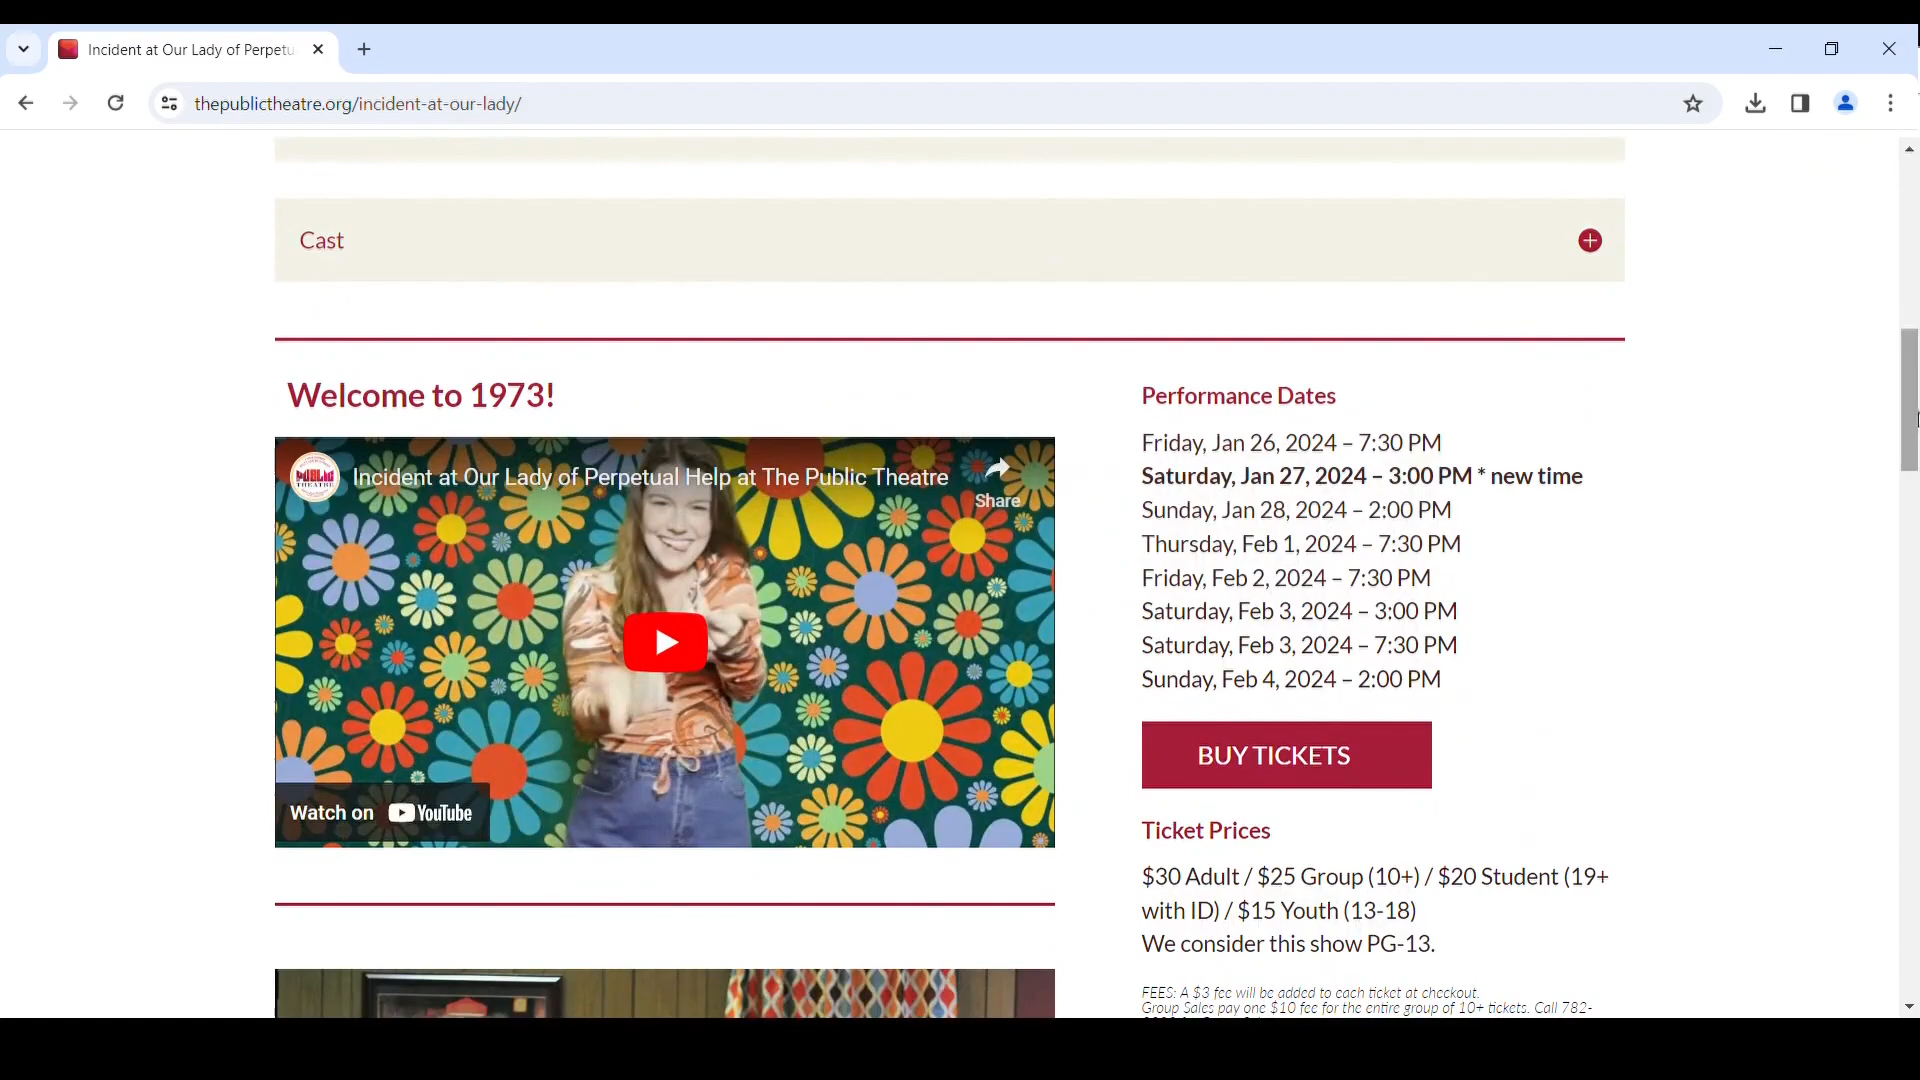 Incident at Our Lady of Perpetu
thepublictheatre.org/incident-at-our-lady/
Cast
Welcome to 1973!
PUBLIC
THEATRE
Incident at Our Lady of Perpetual Help at The Public Theatre
Share
Watch on YouTube
Performance Dates
Friday, Jan 26, 2024 – 7:30 PM
Saturday, Jan 27, 2024 – 3:00 PM * new time
Sunday, Jan 28, 2024 – 2:00 PM
Thursday, Feb 1, 2024 – 7:30 PM
Friday, Feb 2, 2024 – 7:30 PM
Saturday, Feb 3, 2024 – 3:00 PM
Saturday, Feb 3, 2024 – 7:30 PM
Sunday, Feb 4, 2024 – 2:00 PM
BUY TICKETS
Ticket Prices
$30 Adult / $25 Group (10+) / $20 Student (19+
with ID) / $15 Youth (13-18)
We consider this show PG-13.
FEES: A $3 fee will be added to each ticket at checkout.
Group Sales pay one $10 fee for the entire group of 10+ tickets. Call 782-